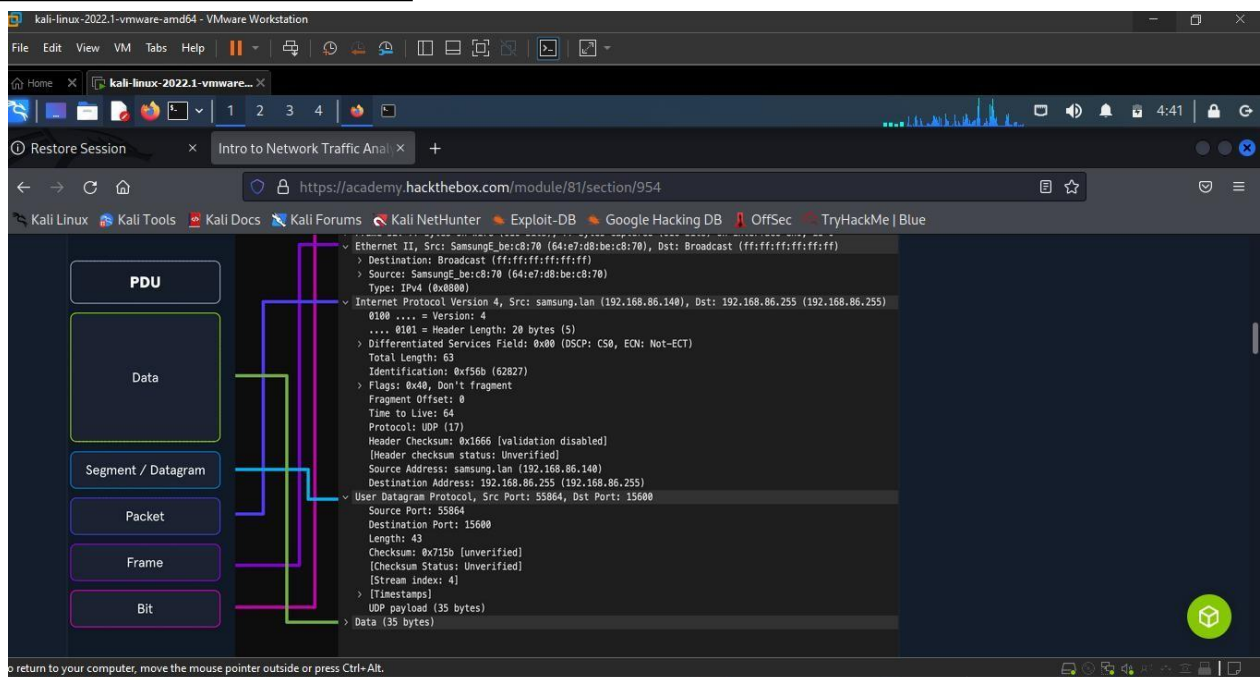 kali-linux-2022.1-vmware-amd64 - VMware Workstation
File Edit View VM Tabs Help
Home kali-linux-2022.1-vmware...
1 2 3 4 4:41
Restore Session Intro to Network Traffic Analy
https://academy.hackthebox.com/module/81/section/954
Kali Linux Kali Tools Kali Docs Kali Forums Kali NetHunter Exploit-DB Google Hacking DB OffSec TryHackMe | Blue
PDU
Data
Segment / Datagram
Packet
Frame
Bit
Ethernet II, Src: SamsungE_be:c8:70 (64:e7:d8:be:c8:70), Dst: Broadcast (ff:ff:ff:ff:ff:ff)
Destination: Broadcast (ff:ff:ff:ff:ff:ff)
Source: SamsungE_be:c8:70 (64:e7:d8:be:c8:70)
Type: IPv4 (0x0800)
Internet Protocol Version 4, Src: samsung.lan (192.168.86.140), Dst: 192.168.86.255 (192.168.86.255)
0100 .... = Version: 4
.... 0101 = Header Length: 20 bytes (5)
Differentiated Services Field: 0x00 (DSCP: CS0, ECN: Not-ECT)
Total Length: 63
Identification: 0xf56b (62827)
Flags: 0x40, Don't fragment
Fragment Offset: 0
Time to Live: 64
Protocol: UDP (17)
Header Checksum: 0x1666 [validation disabled]
[Header checksum status: Unverified]
Source Address: samsung.lan (192.168.86.140)
Destination Address: 192.168.86.255 (192.168.86.255)
User Datagram Protocol, Src Port: 55864, Dst Port: 15600
Source Port: 55864
Destination Port: 15600
Length: 43
Checksum: 0x715b [unverified]
[Checksum Status: Unverified]
[Stream index: 4]
[Timestamps]
UDP payload (35 bytes)
Data (35 bytes)
o return to your computer, move the mouse pointer outside or press Ctrl+Alt.